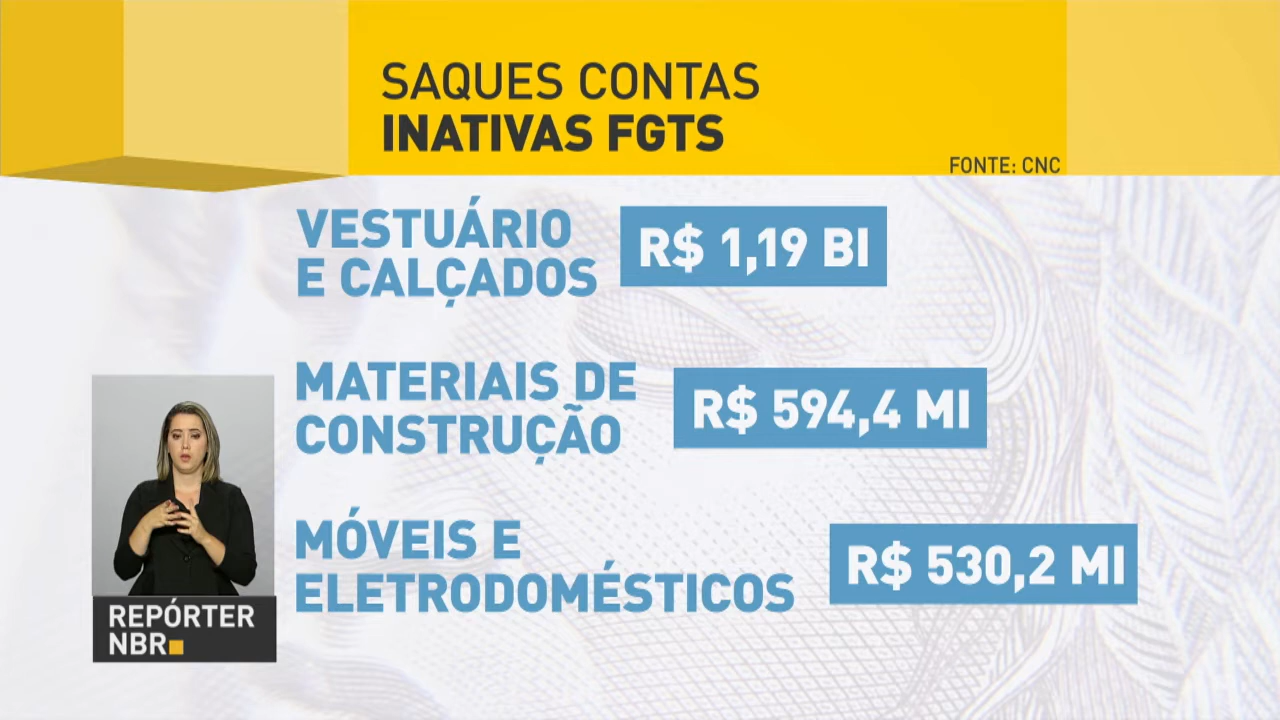 SAQUES CONTAS
INATIVAS FGTS
FONTE: CNC
VESTUÁRIO
E CALÇADOS
R$ 1,19 BI
MATERIAIS DE
CONSTRUÇÃO
R$ 594,4 MI
MÓVEIS E
ELETRODOMÉSTICOS
R$ 530,2 MI
REPÓRTER
NBR